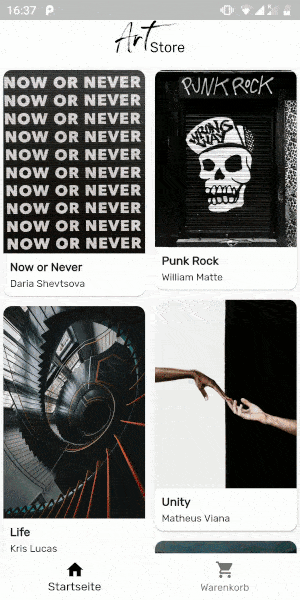 16:37
Art Store
NOW OR NEVER
NOW OR NEVER
NOW OR NEVER
NOW OR NEVER
NOW OR NEVER
NOW OR NEVER
NOW OR NEVER
NOW OR NEVER
NOW OR NEVER
NOW OR NEVER
Now or Never
Daria Shevtsova
PUNK ROCK
WRONG
WAY
Punk Rock
William Matte
Life
Kris Lucas
Unity
Matheus Viana
Startseite
Warenkorb